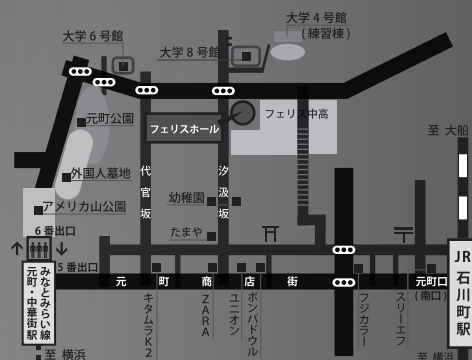 大学6号館
大学4号館
(練習棟)
大学8号館
元町公園
フェリスホール
フェリス中高
至 大船
外国人墓地
代官坂
汐汲坂
幼稚園
アメリカ山公園
たまや
6番出口
5番出口
みなとみらい線
元町・中華街駅
元町商店街
元町口
(南口)
JR石川町駅
キタムラK2
ZARA
ユニオン
ボンパドウル
フジカラー
スリーエフ
至 横浜
至 横浜